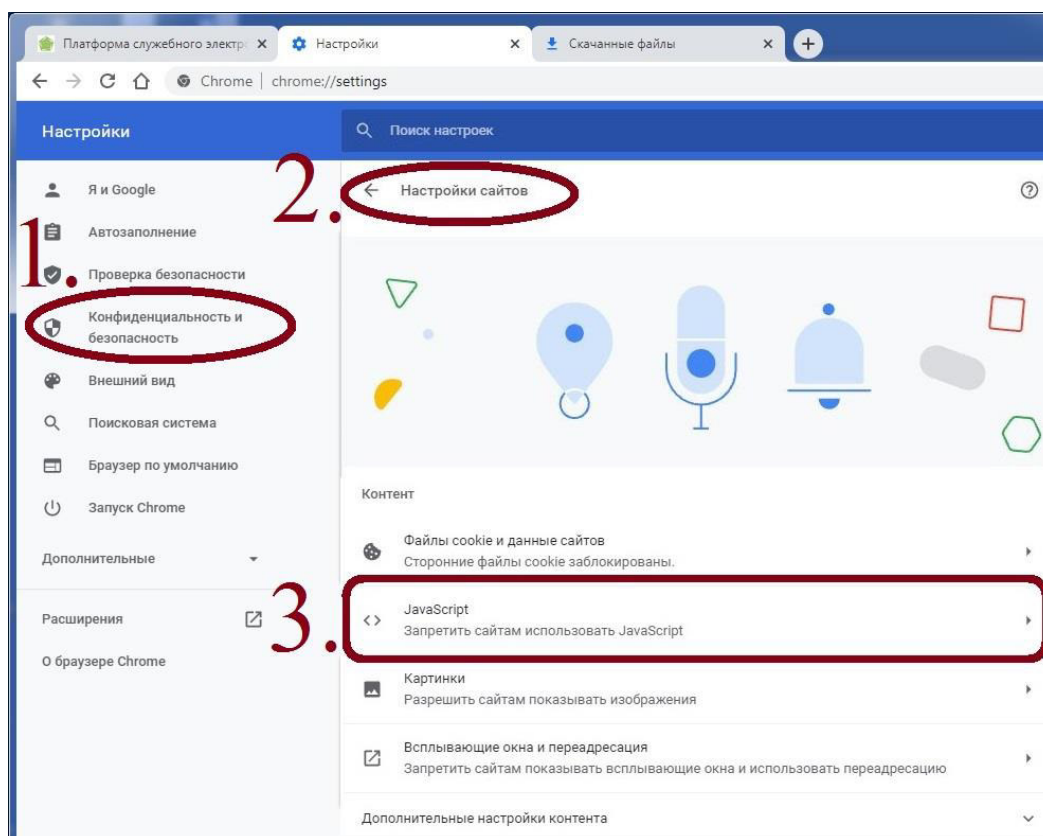 Платформа служебного электр
Настройки
Скачанные файлы
Chrome | chrome://settings
Настройки
Поиск настроек
1.
2.
Я и Google
Автозаполнение
Проверка безопасности
Конфиденциальность и
безопасность
Внешний вид
Поисковая система
Браузер по умолчанию
Запуск Chrome
Дополнительные
Расширения
О браузере Chrome
Настройки сайтов
Контент
Файлы cookie и данные сайтов
Сторонние файлы cookie заблокированы.
3.
JavaScript
Запретить сайтам использовать JavaScript
Картинки
Разрешить сайтам показывать изображения
Всплывающие окна и переадресация
Запретить сайтам показывать всплывающие окна и использовать переадресацию
Дополнительные настройки контента